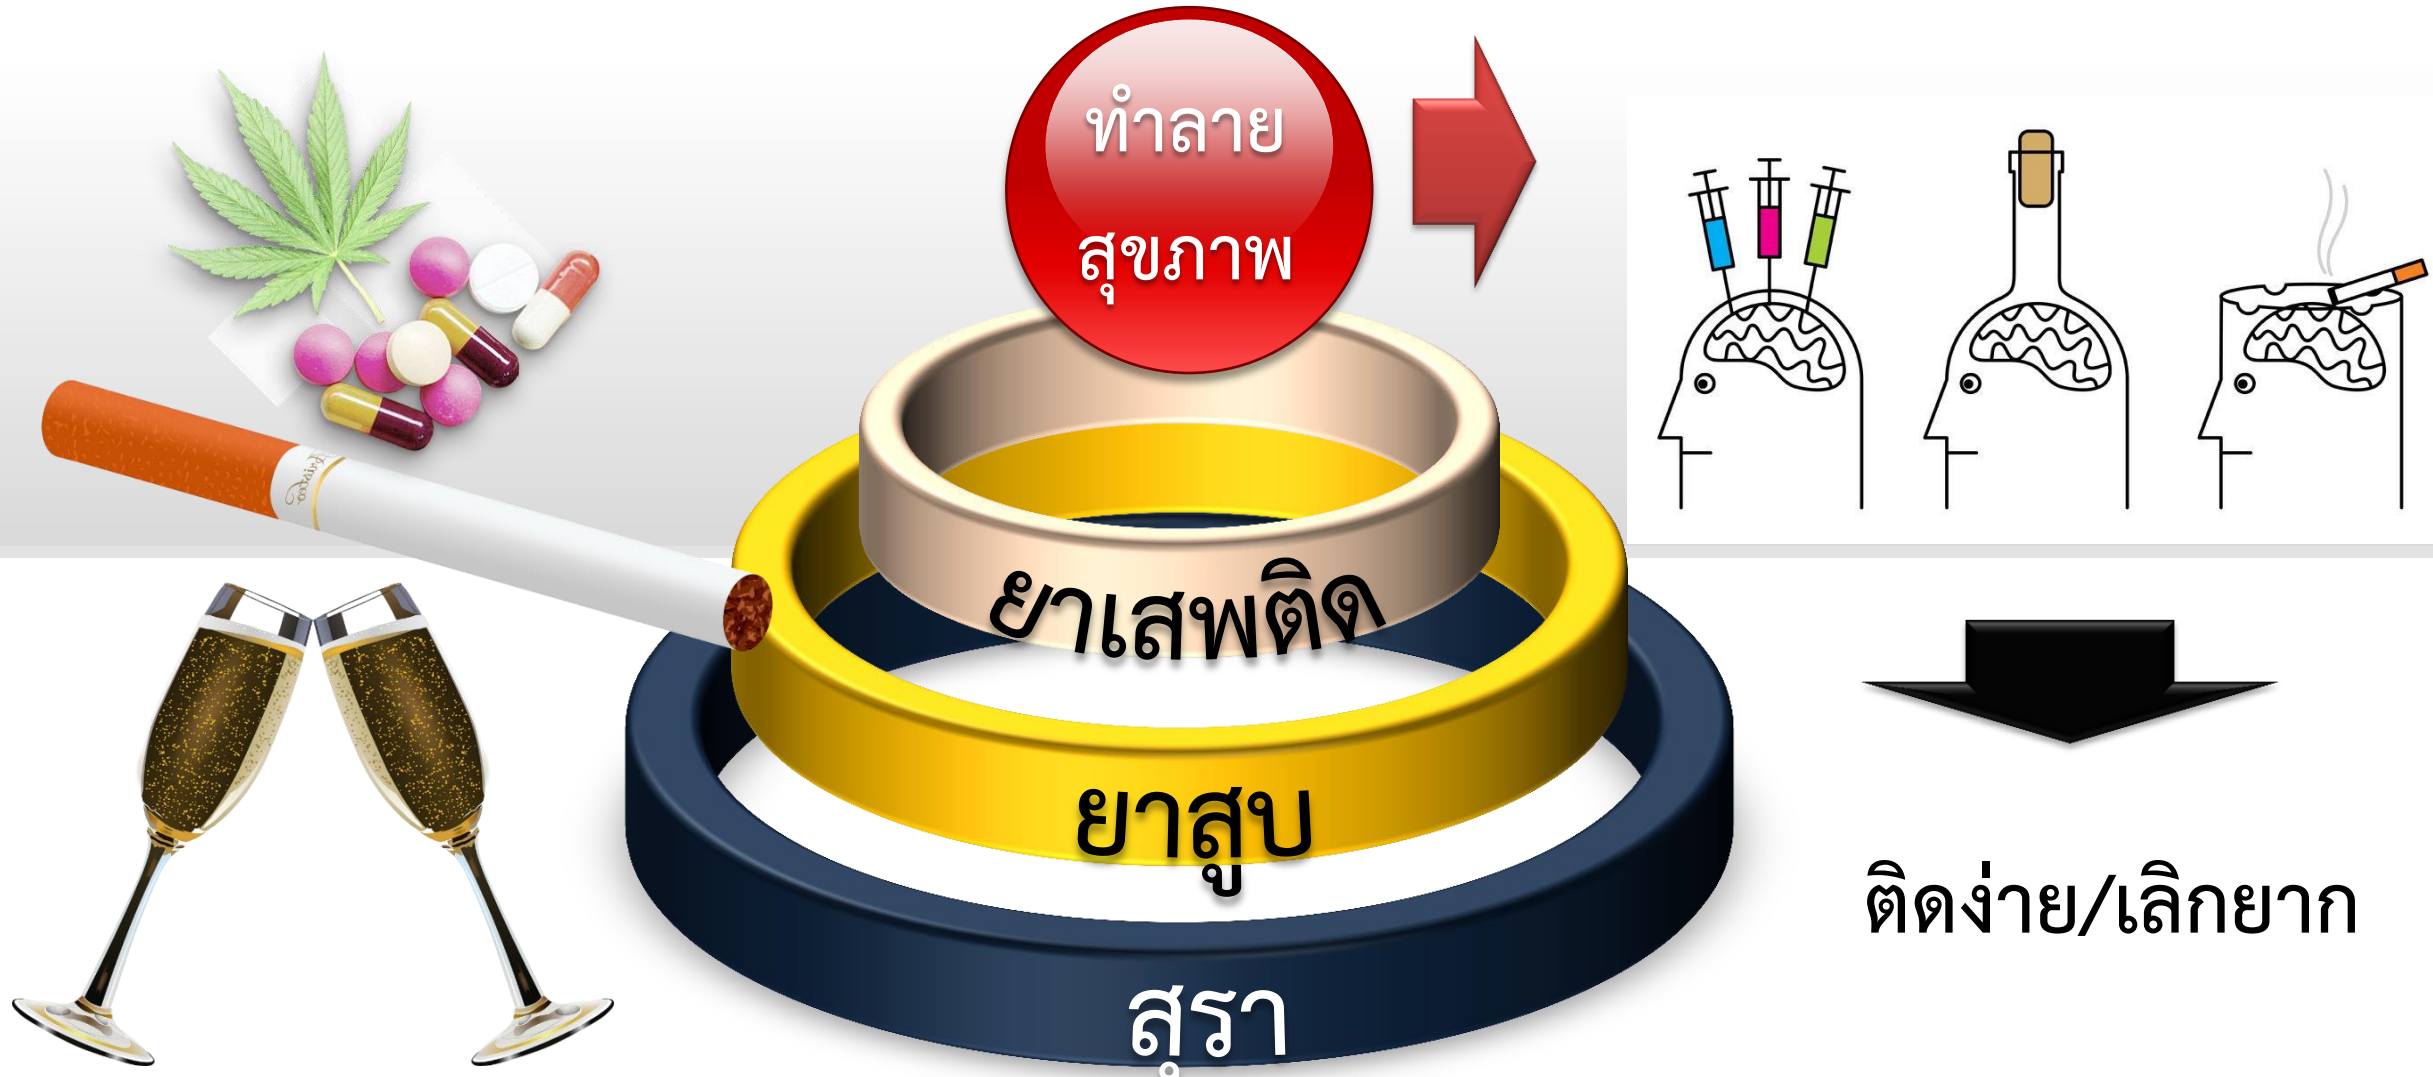 ทำลาย
สุขภาพ
ยาเสพติด
ยาสูบ
สุรา
ติดง่าย/เลิกยาก